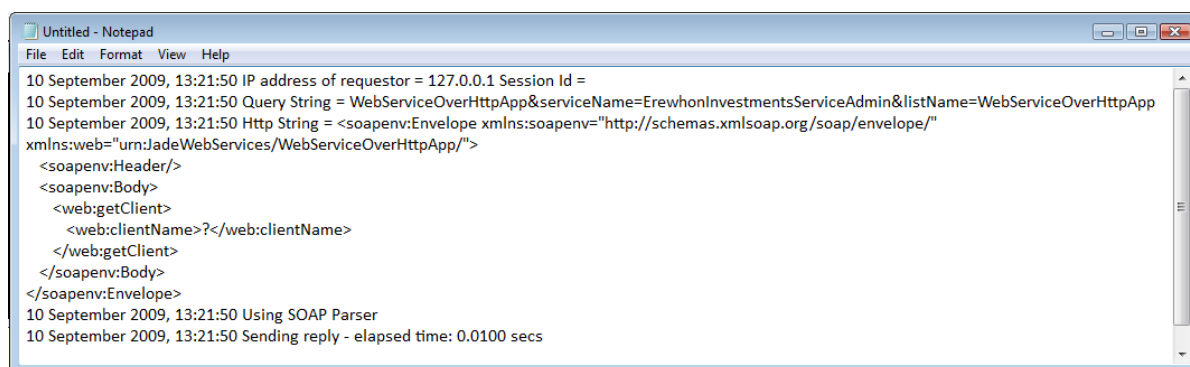 Untitled - Notepad
File Edit Format View Help
10 September 2009, 13:21:50 IP address of requestor = 127.0.0.1 Session Id =
10 September 2009, 13:21:50 Query String = WebServiceOverHttpApp&serviceName=ErewhonInvestmentsServiceAdmin&listName=WebServiceOverHttpApp
10 September 2009, 13:21:50 Http String = <soapenv:Envelope xmlns:soapenv="http://schemas.xmlsoap.org/soap/envelope/"
xmlns:web="urn:JadeWebServices/WebServiceOverHttpApp/">
<soapenv:Header/>
<soapenv:Body>
<web:getClient>
<web:clientName>?</web:clientName>
</web:getClient>
</soapenv:Body>
</soapenv:Envelope>
10 September 2009, 13:21:50 Using SOAP Parser
10 September 2009, 13:21:50 Sending reply - elapsed time: 0.0100 secs